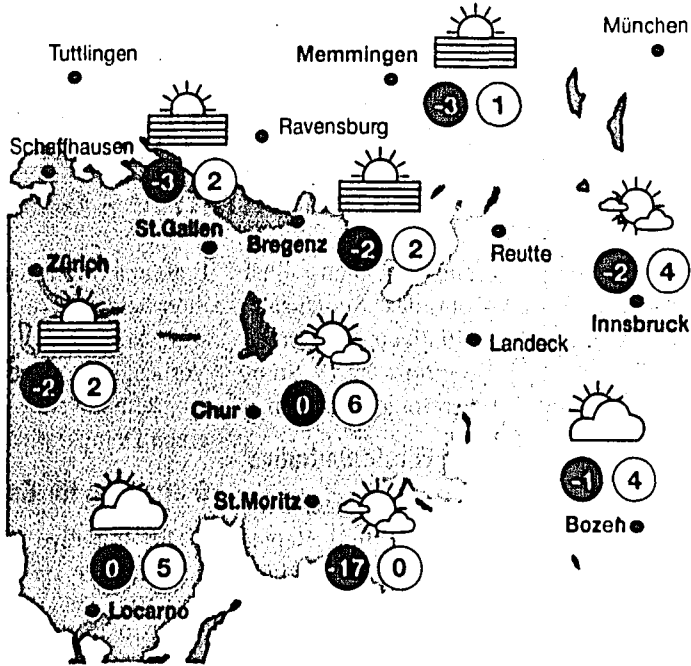 München
Tuttlingen
Memmingen
-3 1
Ravensburg
Schaffhausen
-3 2
St.Gallen
Bregenz
-2 2
Reutte
Zürich
-2 4
Innsbruck
Landeck
-2 2
Chur
0 6
-1 4
St.Moritz
Bozen
0 5
-17 0
Locarno